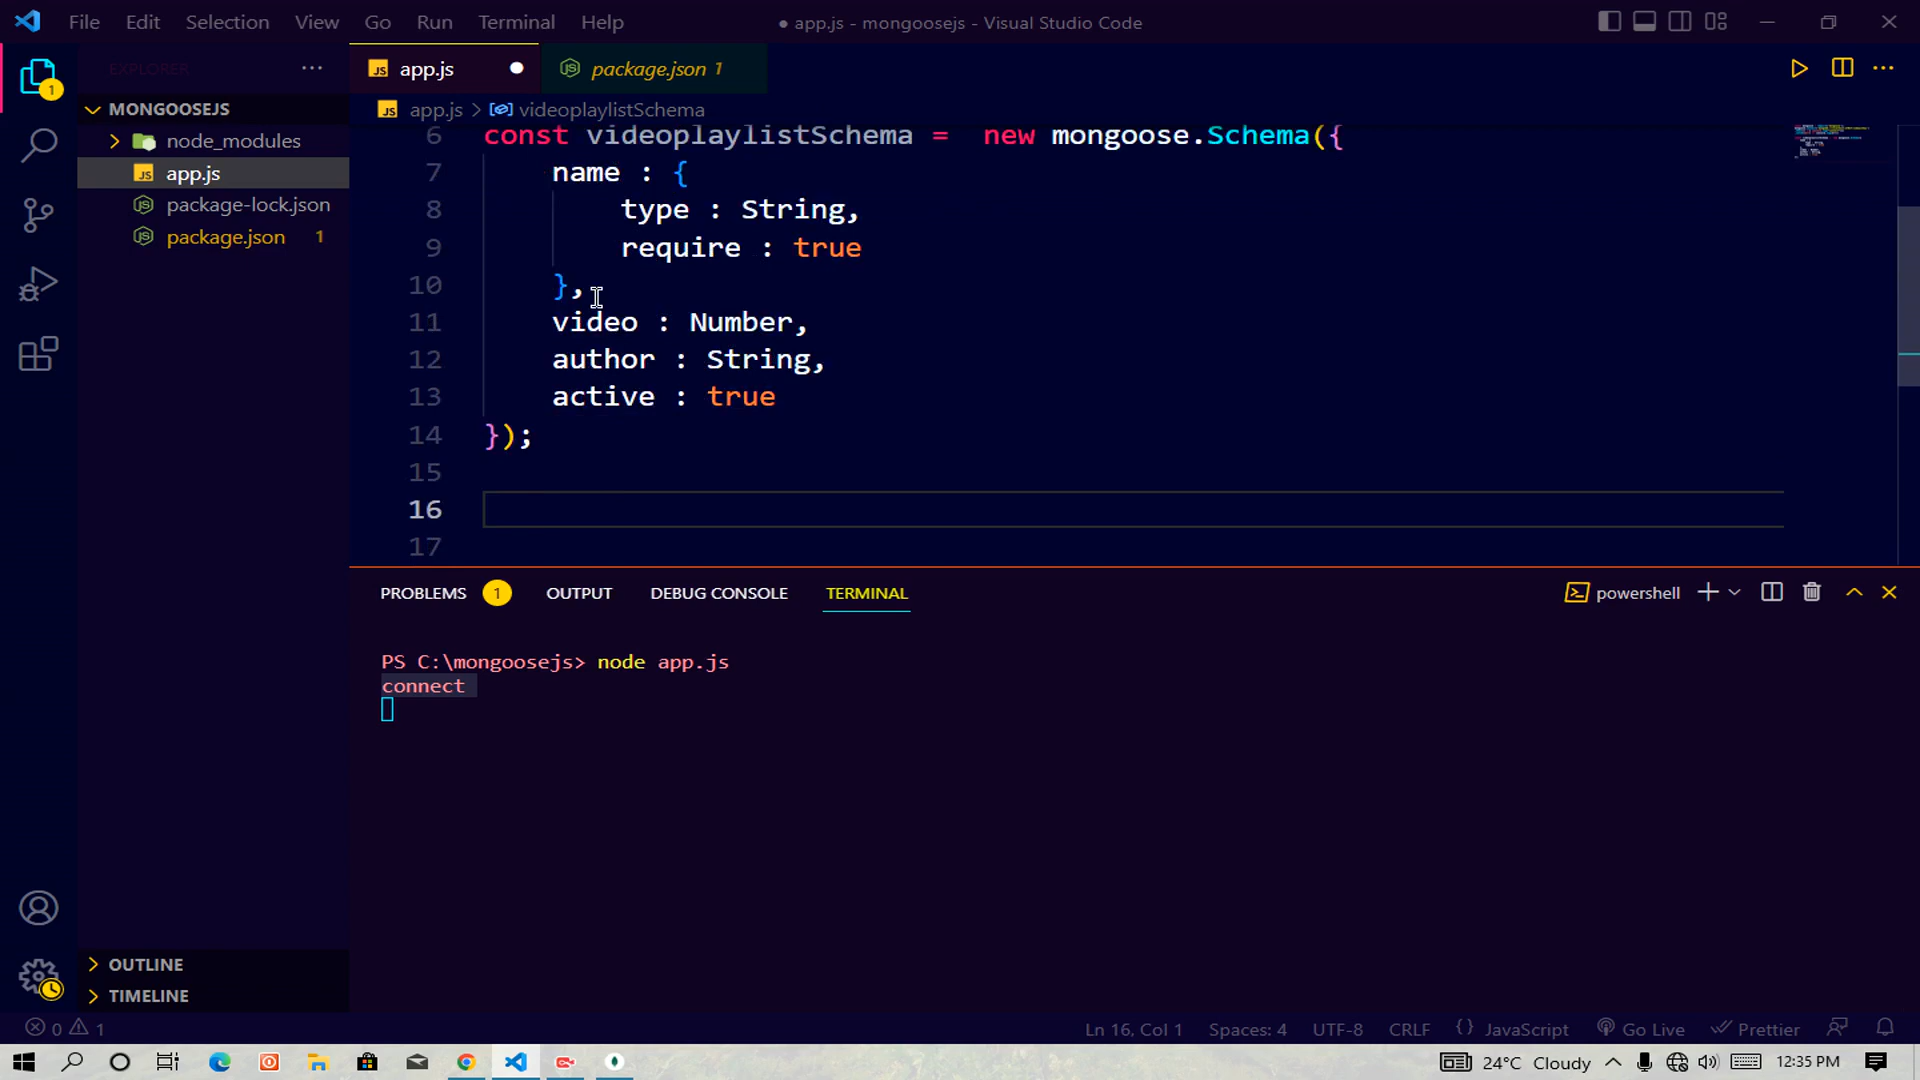 File Edit Selection View Go Run Terminal Help
● app.js - mongoosejs - Visual Studio Code
EXPLORER ···
app.js
package.json 1
MONGOOSEJS
app.js > videoplaylistSchema
node_modules
app.js
package-lock.json
package.json 1
6 const videoplaylistSchema = new mongoose.Schema({
7 name : {
8 type : String,
9 require : true
10 },
11 video : Number,
12 author : String,
13 active : true
14 });
15
16
17
PROBLEMS 1 OUTPUT DEBUG CONSOLE TERMINAL
powershell
PS C:\mongoosejs> node app.js
connect
OUTLINE
TIMELINE
0 1
Ln 16, Col 1 Spaces: 4 UTF-8 CRLF {} JavaScript Go Live Prettier
24°C Cloudy 12:35 PM
1